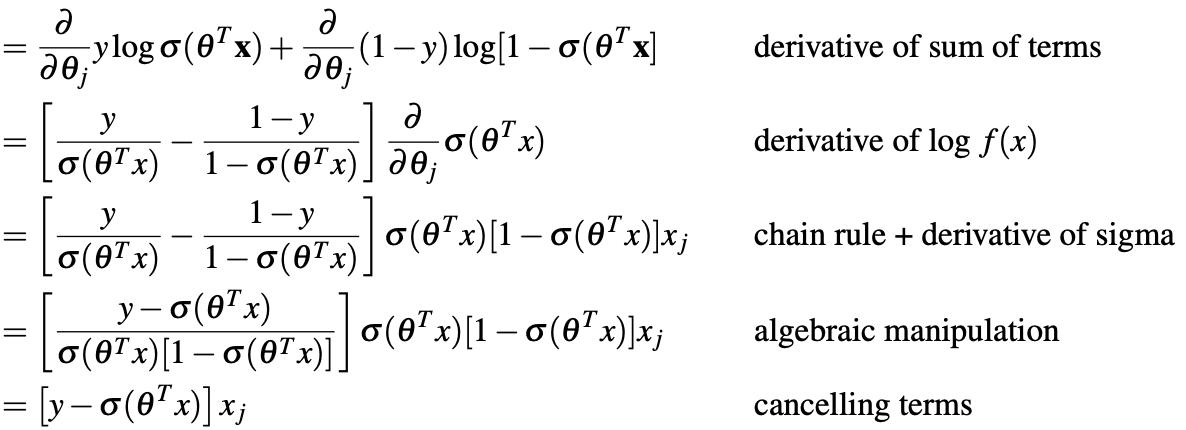 = ∂/∂θ_j y log σ(θ^T **x**) + ∂/∂θ_j (1 − y) log[1 − σ(θ^T **x**] derivative of sum of terms
= [ y/σ(θ^T x) − (1 − y)/(1 − σ(θ^T x)) ] ∂/∂θ_j σ(θ^T x) derivative of log f(x)
= [ y/σ(θ^T x) − (1 − y)/(1 − σ(θ^T x)) ] σ(θ^T x)[1 − σ(θ^T x)]x_j chain rule + derivative of sigma
= [ (y − σ(θ^T x))/(σ(θ^T x)[1 − σ(θ^T x)]) ] σ(θ^T x)[1 − σ(θ^T x)]x_j algebraic manipulation
= [y − σ(θ^T x)] x_j cancelling terms